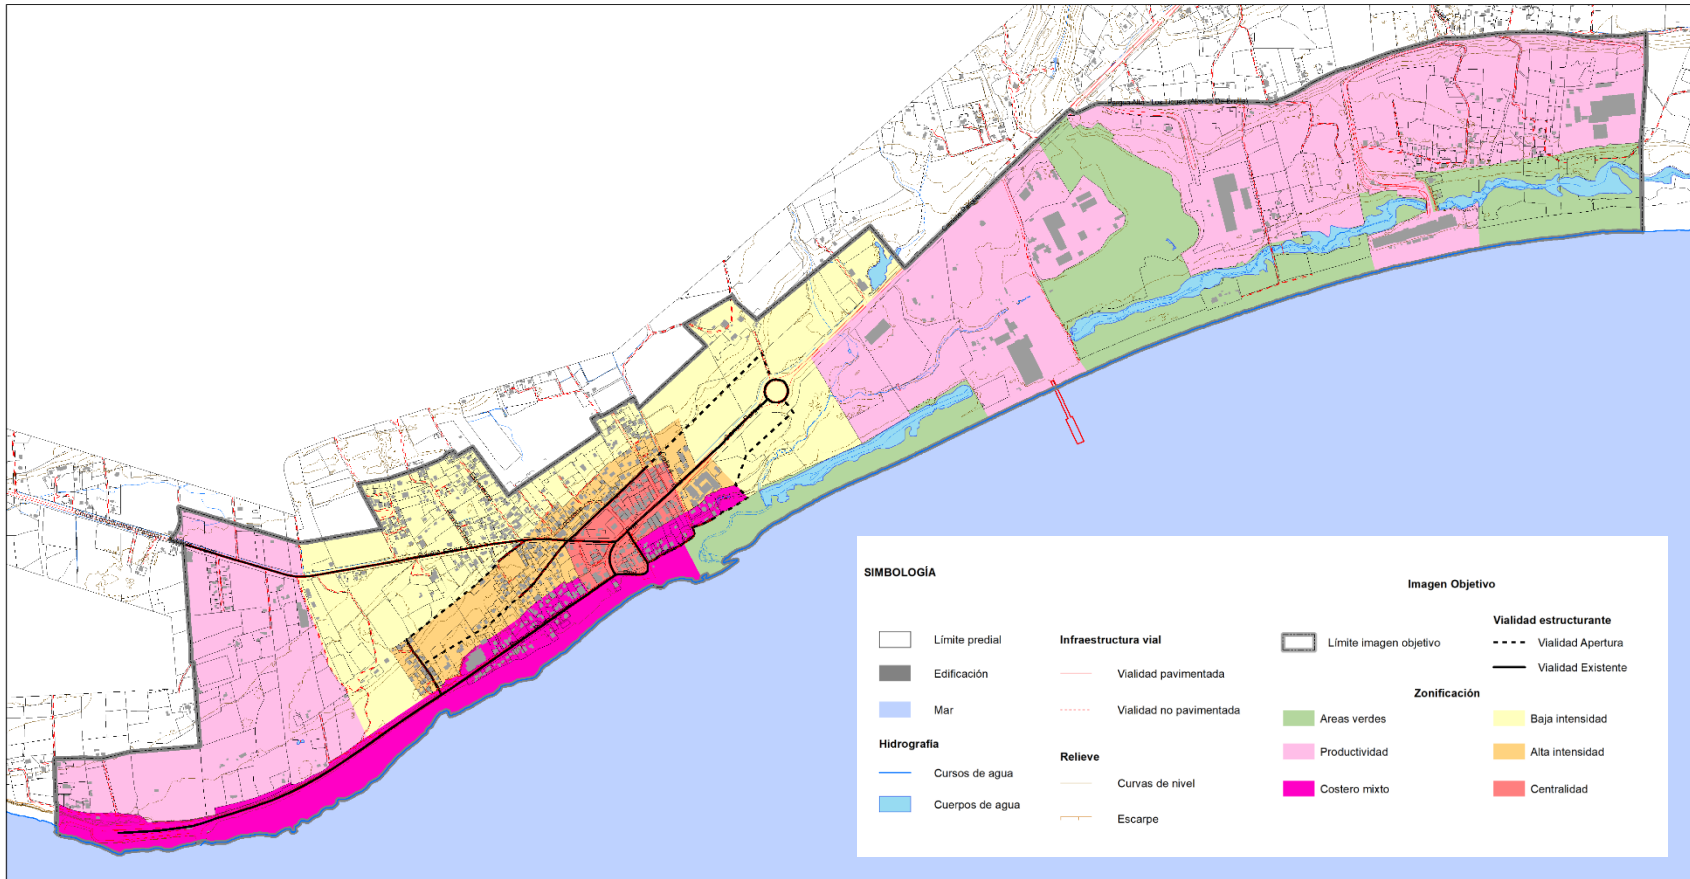 SIMBOLOGÍA
Límite predial
Edificación
Mar
Hidrografía
Cursos de agua
Cuerpos de agua
Infraestructura vial
Vialidad pavimentada
Vialidad no pavimentada
Relieve
Curvas de nivel
Escarpe
Imagen Objetivo
Límite imagen objetivo
Vialidad estructurante
Vialidad Apertura
Vialidad Existente
Zonificación
Areas verdes
Productividad
Costero mixto
Baja intensidad
Alta intensidad
Centralidad